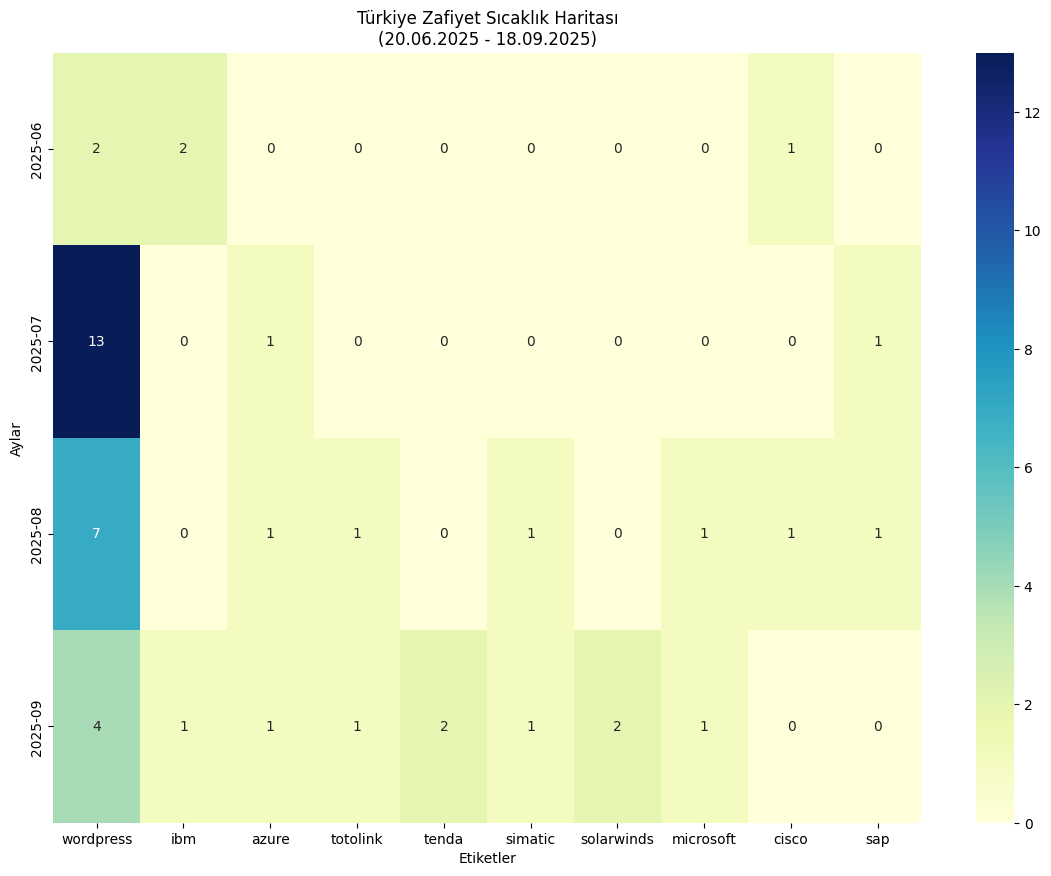 Türkiye Zafiyet Sıcaklık Haritası
(20.06.2025 - 18.09.2025)
Aylar
2025-06
2 2 0 0 0 0 0 0 1 0
2025-07
13 0 1 0 0 0 0 0 0 1
2025-08
7 0 1 1 0 1 0 1 1 1
2025-09
4 1 1 1 2 1 2 1 0 0
wordpress ibm azure totolink tenda simatic solarwinds microsoft cisco sap
Etiketler
12
10
8
6
4
2
0